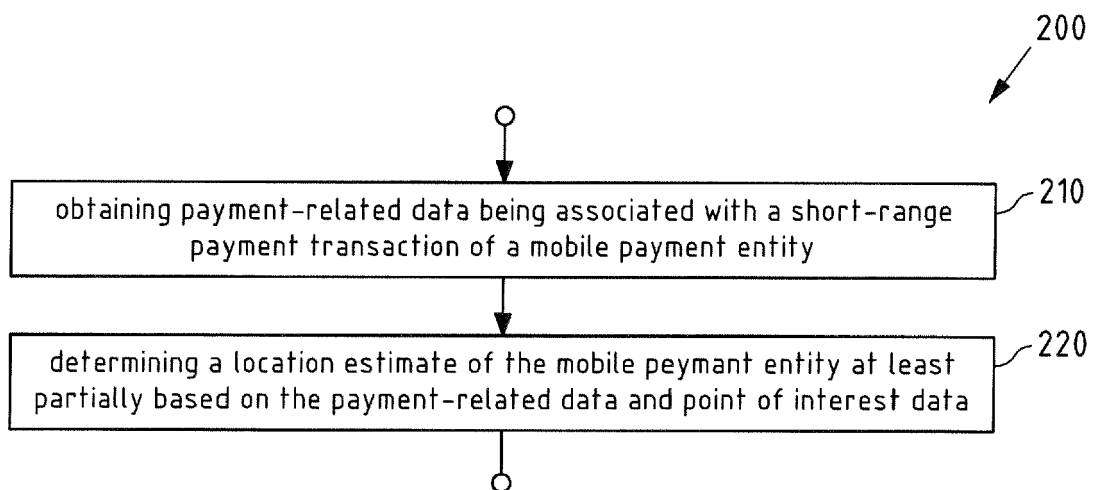 200
210
obtaining payment-related data being associated with a short-range
payment transaction of a mobile payment entity
220
determining a location estimate of the mobile peymant entity at least
partially based on the payment-related data and point of interest data